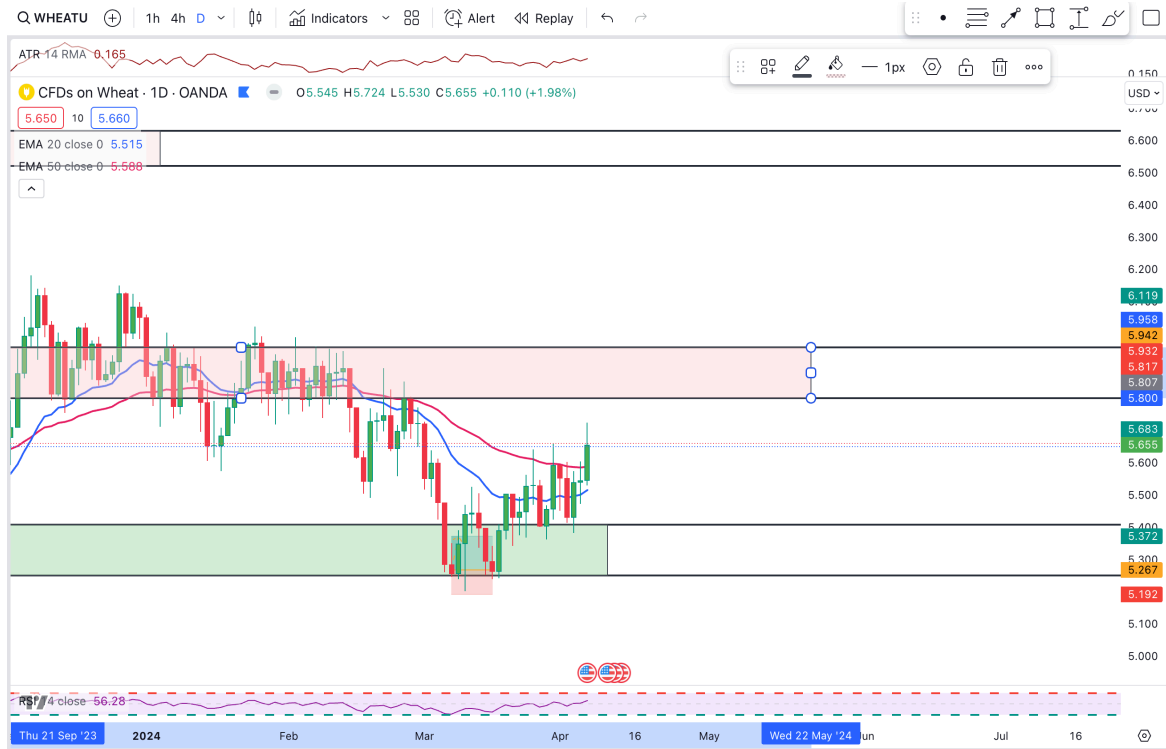 WHEATU 1h 4h D Indicators Alert Replay
ATR 14 RMA 0.165
1px
0.150
CFDs on Wheat · 1D · OANDA O5.545 H5.724 L5.530 C5.655 +0.110 (+1.98%)
USD
5.650 10 5.660
EMA 20 close 0 5.515
EMA 50 close 0 5.588
6.700
6.600
6.500
6.400
6.300
6.200
6.119
5.958
5.942
5.932
5.817
5.807
5.800
5.683
5.655
5.600
5.500
5.400
5.372
5.300
5.267
5.192
5.100
5.000
close 56.28
Thu 21 Sep '23 2024 Feb Mar Apr 16 May Wed 22 May '24 Jul 16